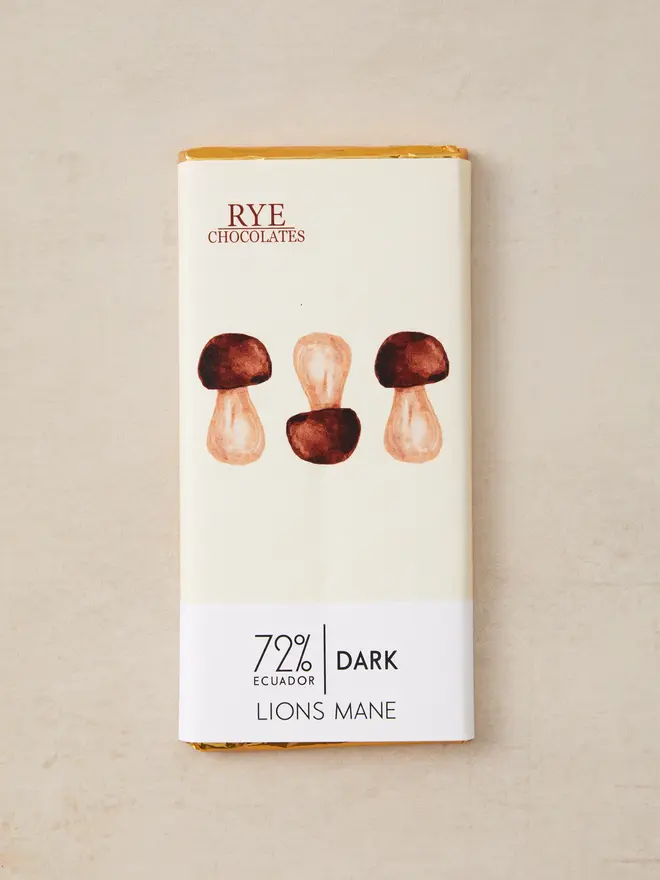 RYE
CHOCOLATES
72% DARK
ECUADOR
LIONS MANE